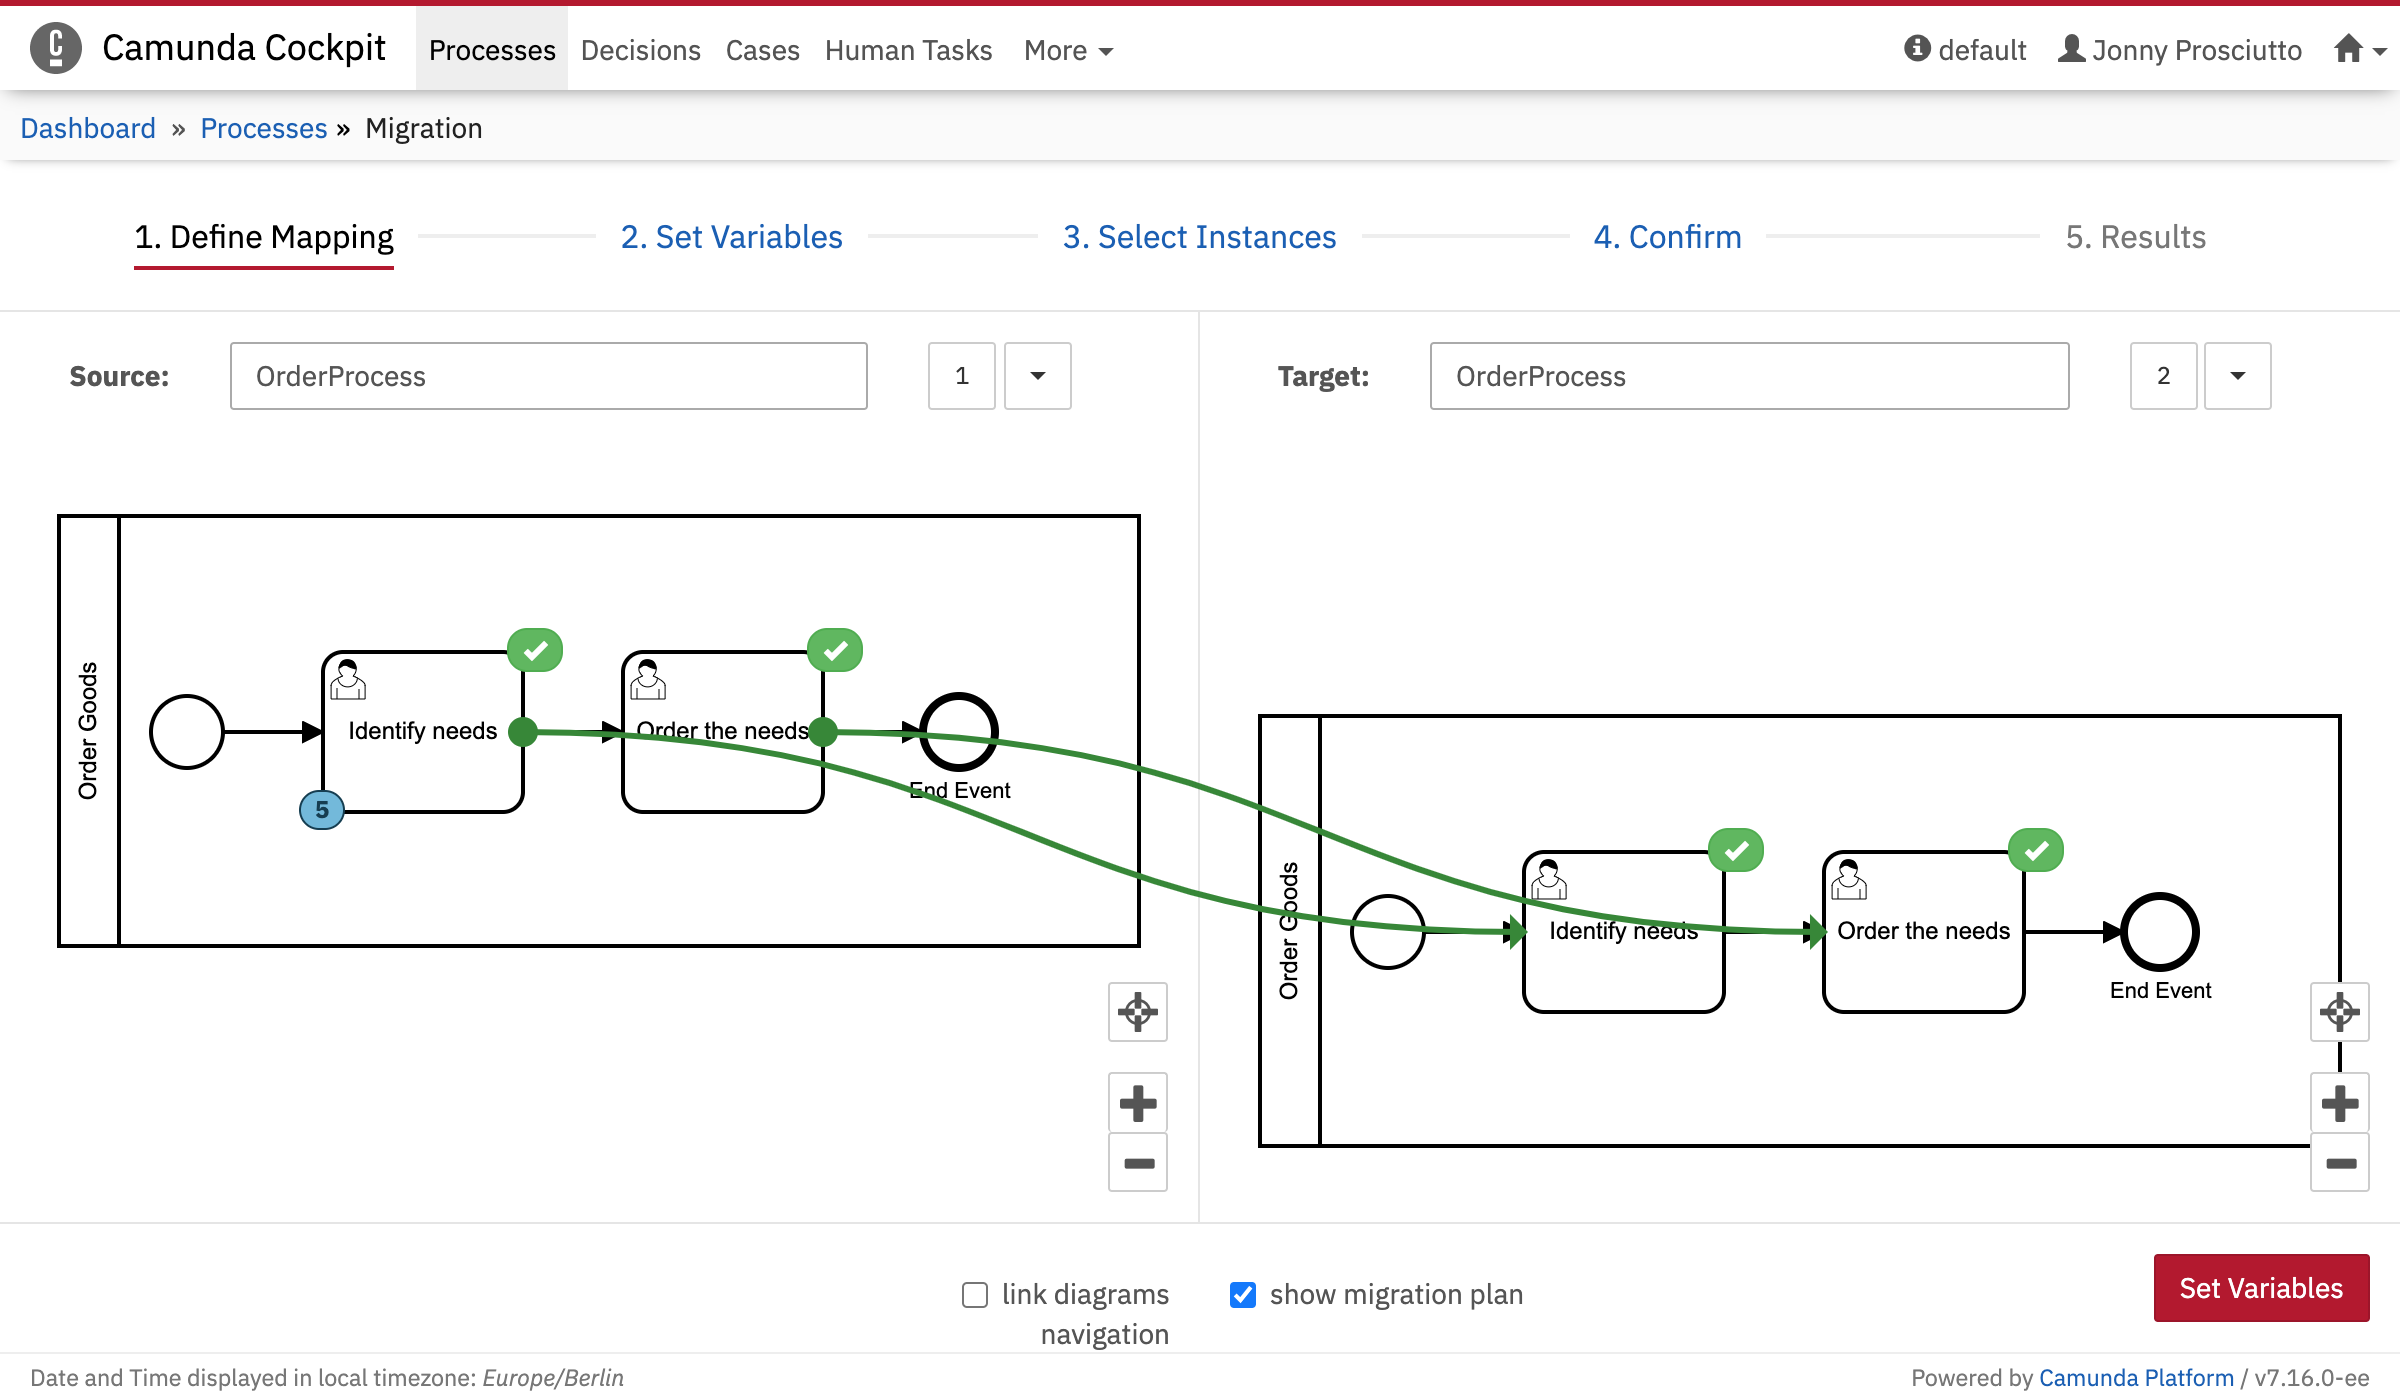 Camunda Cockpit Processes Decisions Cases Human Tasks More default Jonny Prosciutto
Dashboard » Processes » Migration
1. Define Mapping 2. Set Variables 3. Select Instances 4. Confirm 5. Results
Source: OrderProcess 1 Target: OrderProcess 2
Order Goods
Identify needs
Order the needs
End Event
5
Order Goods
Identify needs
Order the needs
End Event
link diagrams
navigation
show migration plan
Set Variables
Date and Time displayed in local timezone: Europe/Berlin
Powered by Camunda Platform / v7.16.0-ee